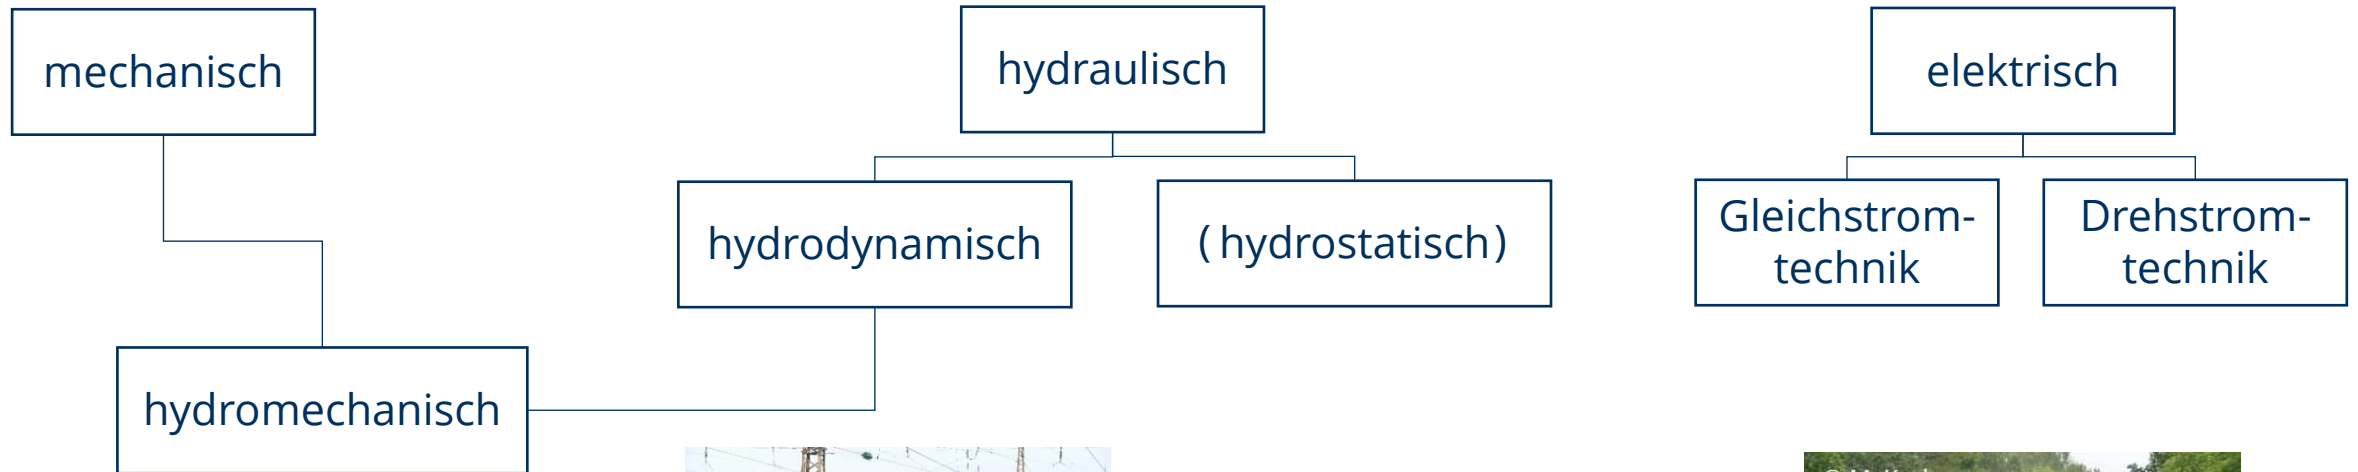 mechanisch
hydraulisch
elektrisch
hydrodynamisch
(hydrostatisch)
Gleichstrom-
technik
Drehstrom-
technik
hydromechanisch